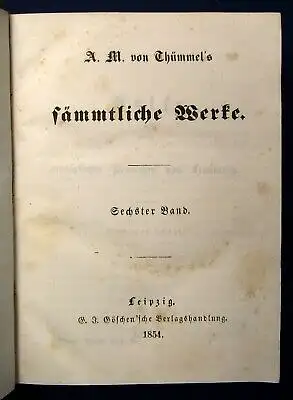 A. M. von Thümmel's
sämmtliche Werke.
Sechster Band.
Leipzig.
G. J. Göschen'sche Verlagshandlung.
1854.